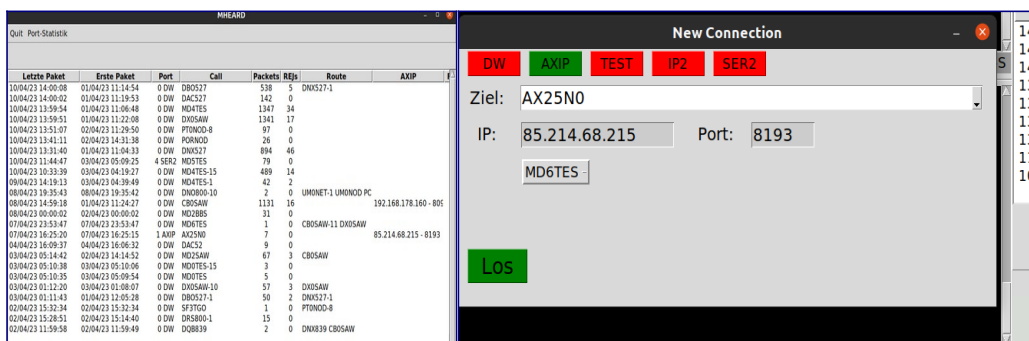 MHEARD
Quit Port-Statistik
Letzte Paket Erste Paket Port Call Packets REJs Route AXIP
10/04/23 14:00:08 01/04/23 11:14:54 0 DW DBO527 538 5 DNX527-1
10/04/23 14:00:02 01/04/23 11:19:53 0 DW DAC527 142 0
10/04/23 13:59:54 01/04/23 11:06:48 0 DW MD4TES 1347 34
10/04/23 13:59:51 01/04/23 11:22:08 0 DW DX0SAW 1341 17
10/04/23 13:51:07 02/04/23 11:29:50 0 DW PT0NOD-8 97 0
10/04/23 13:41:11 02/04/23 14:31:38 0 DW PORNOD 26 0
10/04/23 13:31:40 01/04/23 11:04:33 0 DW DNX527 894 46
10/04/23 11:44:47 03/04/23 05:09:25 4 SER2 MD5TES 79 0
10/04/23 10:33:39 03/04/23 04:19:27 0 DW MD4TES-15 489 14
09/04/23 14:19:13 03/04/23 04:39:49 0 DW MD4TES-1 42 2
08/04/23 19:35:43 08/04/23 19:35:42 0 DW DNO800-10 2 0 UMONET-1 UMONOD PC
08/04/23 14:59:18 01/04/23 11:24:27 0 DW CB0SAW 1131 16 192.168.178.160 - 809
08/04/23 00:00:02 02/04/23 00:00:02 0 DW MD2BBS 31 0
07/04/23 23:53:47 07/04/23 23:53:47 0 DW MD6TES 1 0 CB0SAW-11 DX0SAW
07/04/23 16:25:20 07/04/23 16:25:15 1 AXIP AX25N0 7 0 85.214.68.215 - 8193
04/04/23 16:09:37 04/04/23 16:06:32 0 DW DAC52 9 0
03/04/23 05:14:42 02/04/23 14:14:52 0 DW MD2SAW 67 3 CB0SAW
03/04/23 05:10:38 03/04/23 05:10:06 0 DW MD0TES-15 3 0
03/04/23 05:10:35 03/04/23 05:09:54 0 DW MD0TES 5 0
03/04/23 01:12:20 03/04/23 01:08:07 0 DW DX0SAW-10 57 3 DX0SAW
03/04/23 01:11:43 01/04/23 12:05:28 0 DW DBO527-1 50 2 DNX527-1
02/04/23 15:32:34 02/04/23 15:32:34 0 DW SF3TGO 1 0 PT0NOD-8
02/04/23 15:28:51 02/04/23 15:14:40 0 DW DRS800-1 15 0
02/04/23 11:59:58 02/04/23 11:59:49 0 DW DQB839 2 0 DNX839 CB0SAW
New Connection
DW AXIP TEST IP2 SER2
Ziel: AX25N0
IP: 85.214.68.215 Port: 8193
MD6TES
Los
S